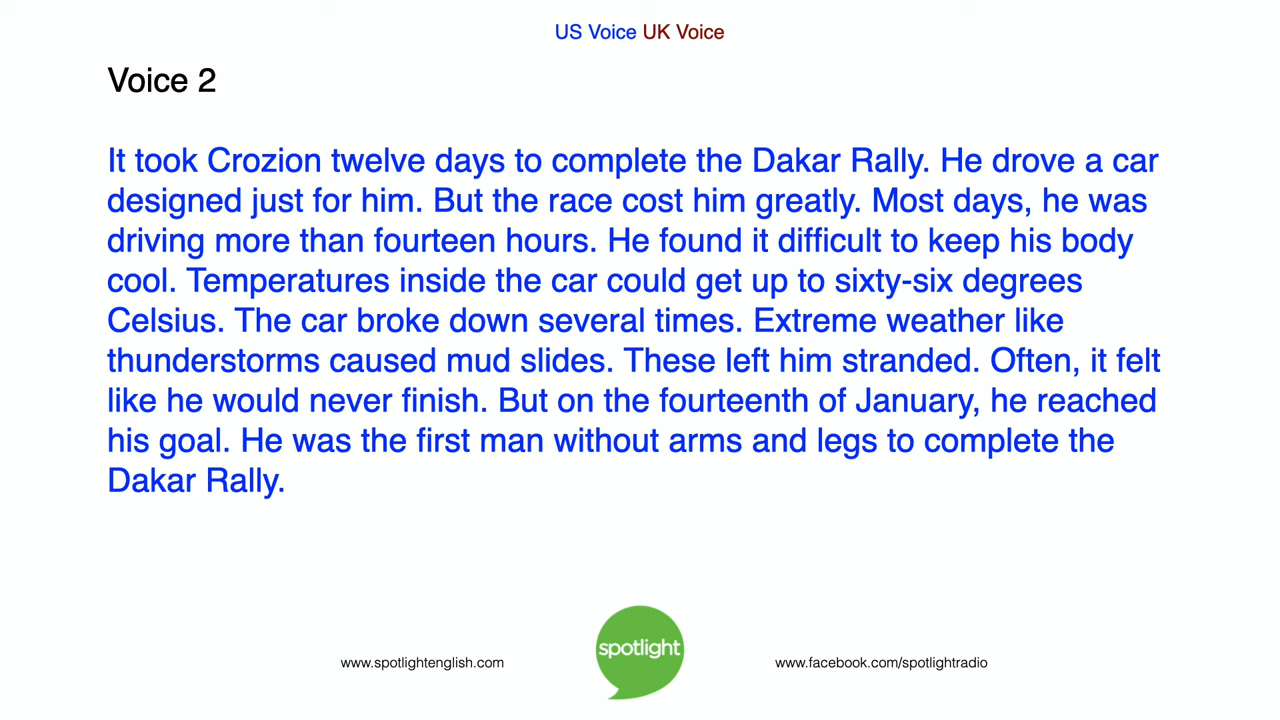 US Voice UK Voice
Voice 2
It took Crozion twelve days to complete the Dakar Rally. He drove a car
designed just for him. But the race cost him greatly. Most days, he was
driving more than fourteen hours. He found it difficult to keep his body
cool. Temperatures inside the car could get up to sixty-six degrees
Celsius. The car broke down several times. Extreme weather like
thunderstorms caused mud slides. These left him stranded. Often, it felt
like he would never finish. But on the fourteenth of January, he reached
his goal. He was the first man without arms and legs to complete the
Dakar Rally.
www.spotlightenglish.com
spotlight
www.facebook.com/spotlightradio